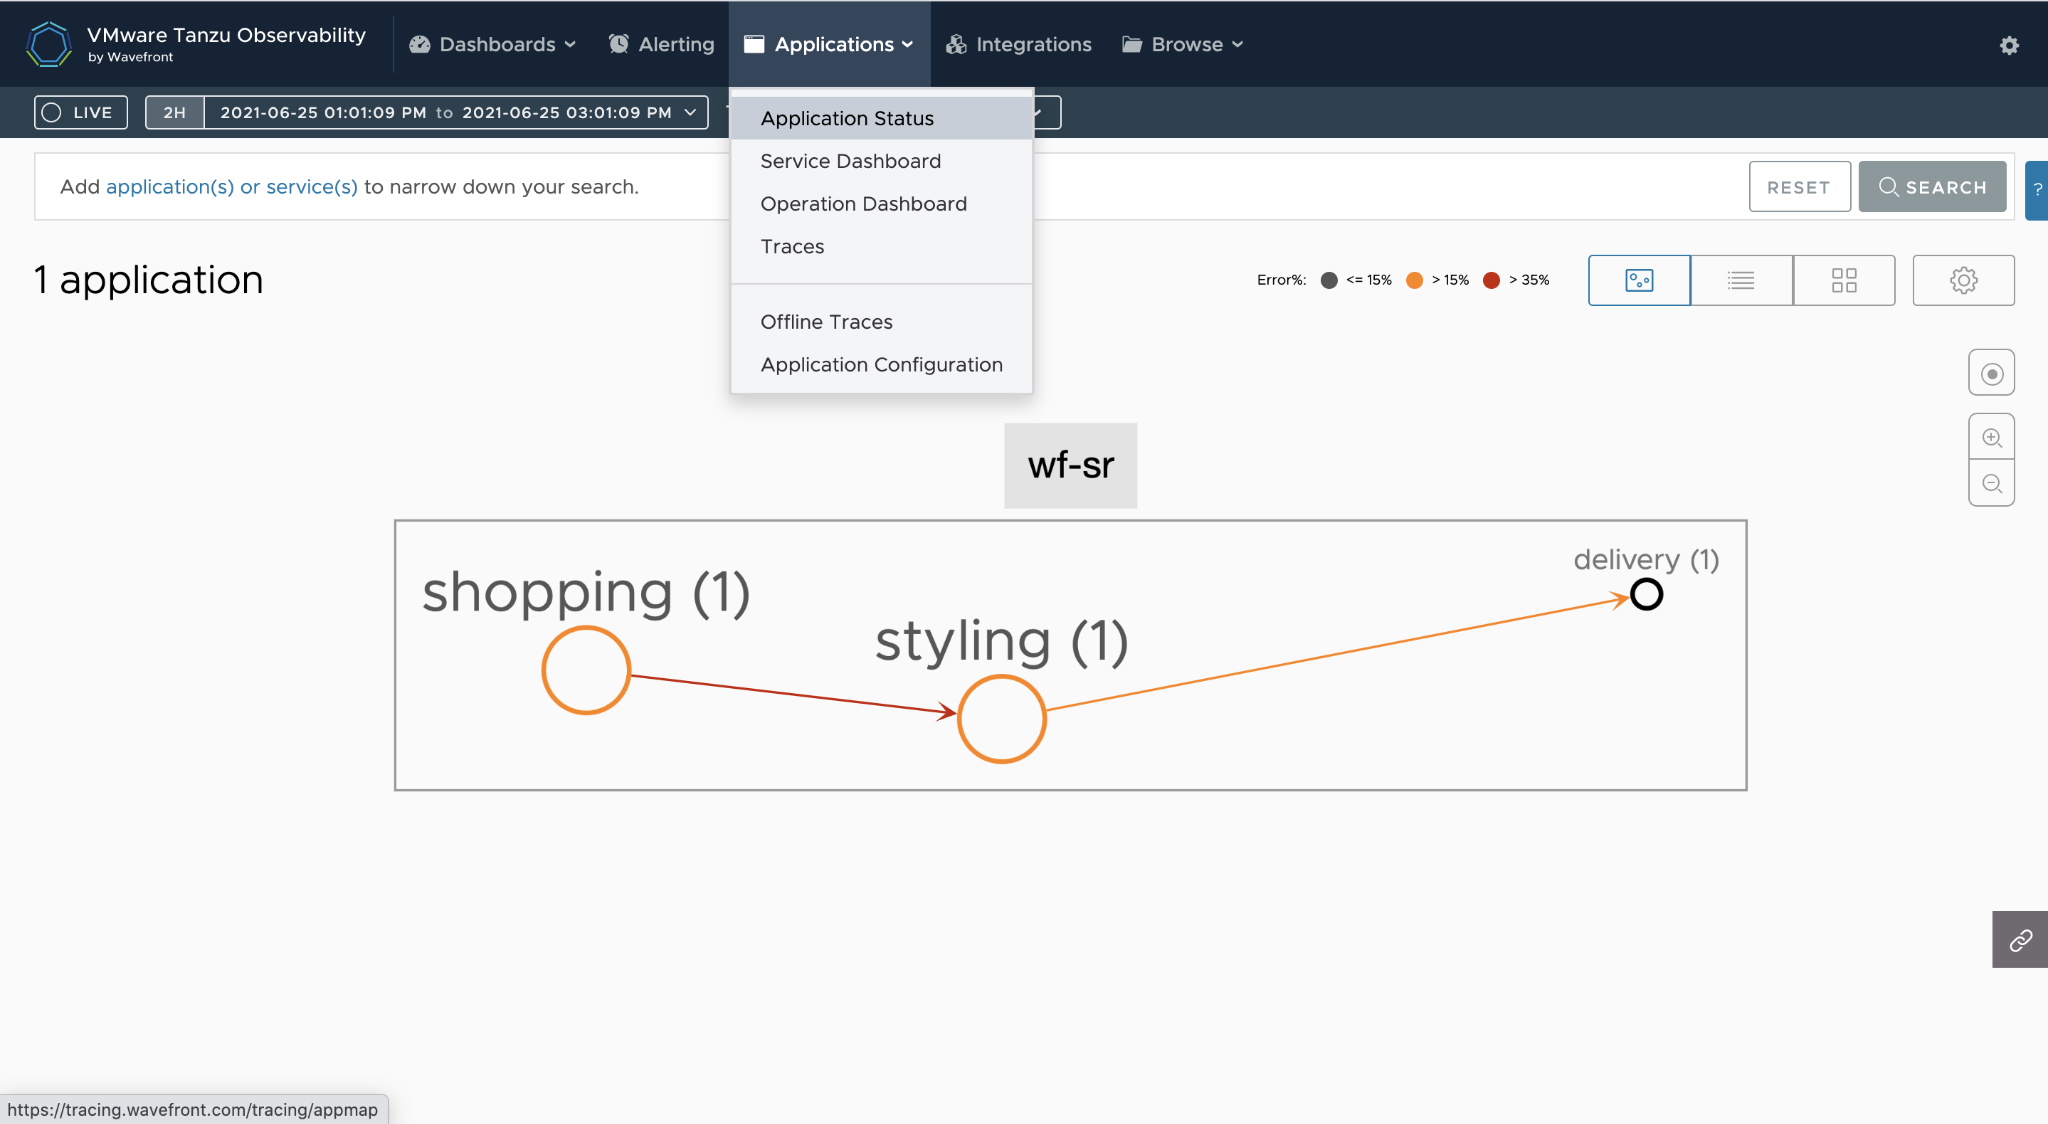 VMware Tanzu Observability
by Wavefront
Dashboards
Alerting
Applications
Integrations
Browse
LIVE
2H
2021-06-25 01:01:09 PM to 2021-06-25 03:01:09 PM
Application Status
Service Dashboard
Operation Dashboard
Traces
Offline Traces
Application Configuration
Add application(s) or service(s) to narrow down your search.
RESET
SEARCH
?
1 application
Error%: <= 15% > 15% > 35%
wf-sr
shopping (1)
styling (1)
delivery (1)
https://tracing.wavefront.com/tracing/appmap